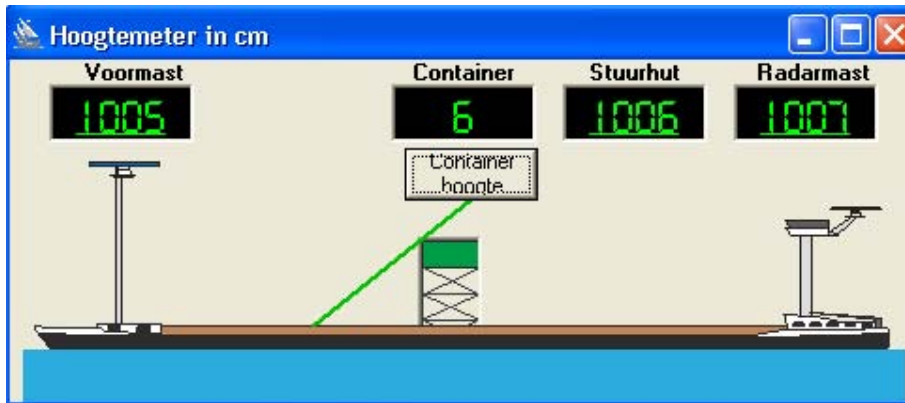 Hoogtemeter in cm
Voormast Container Stuurhut Radarmast
1005 6 1006 1007
Container
hoogte